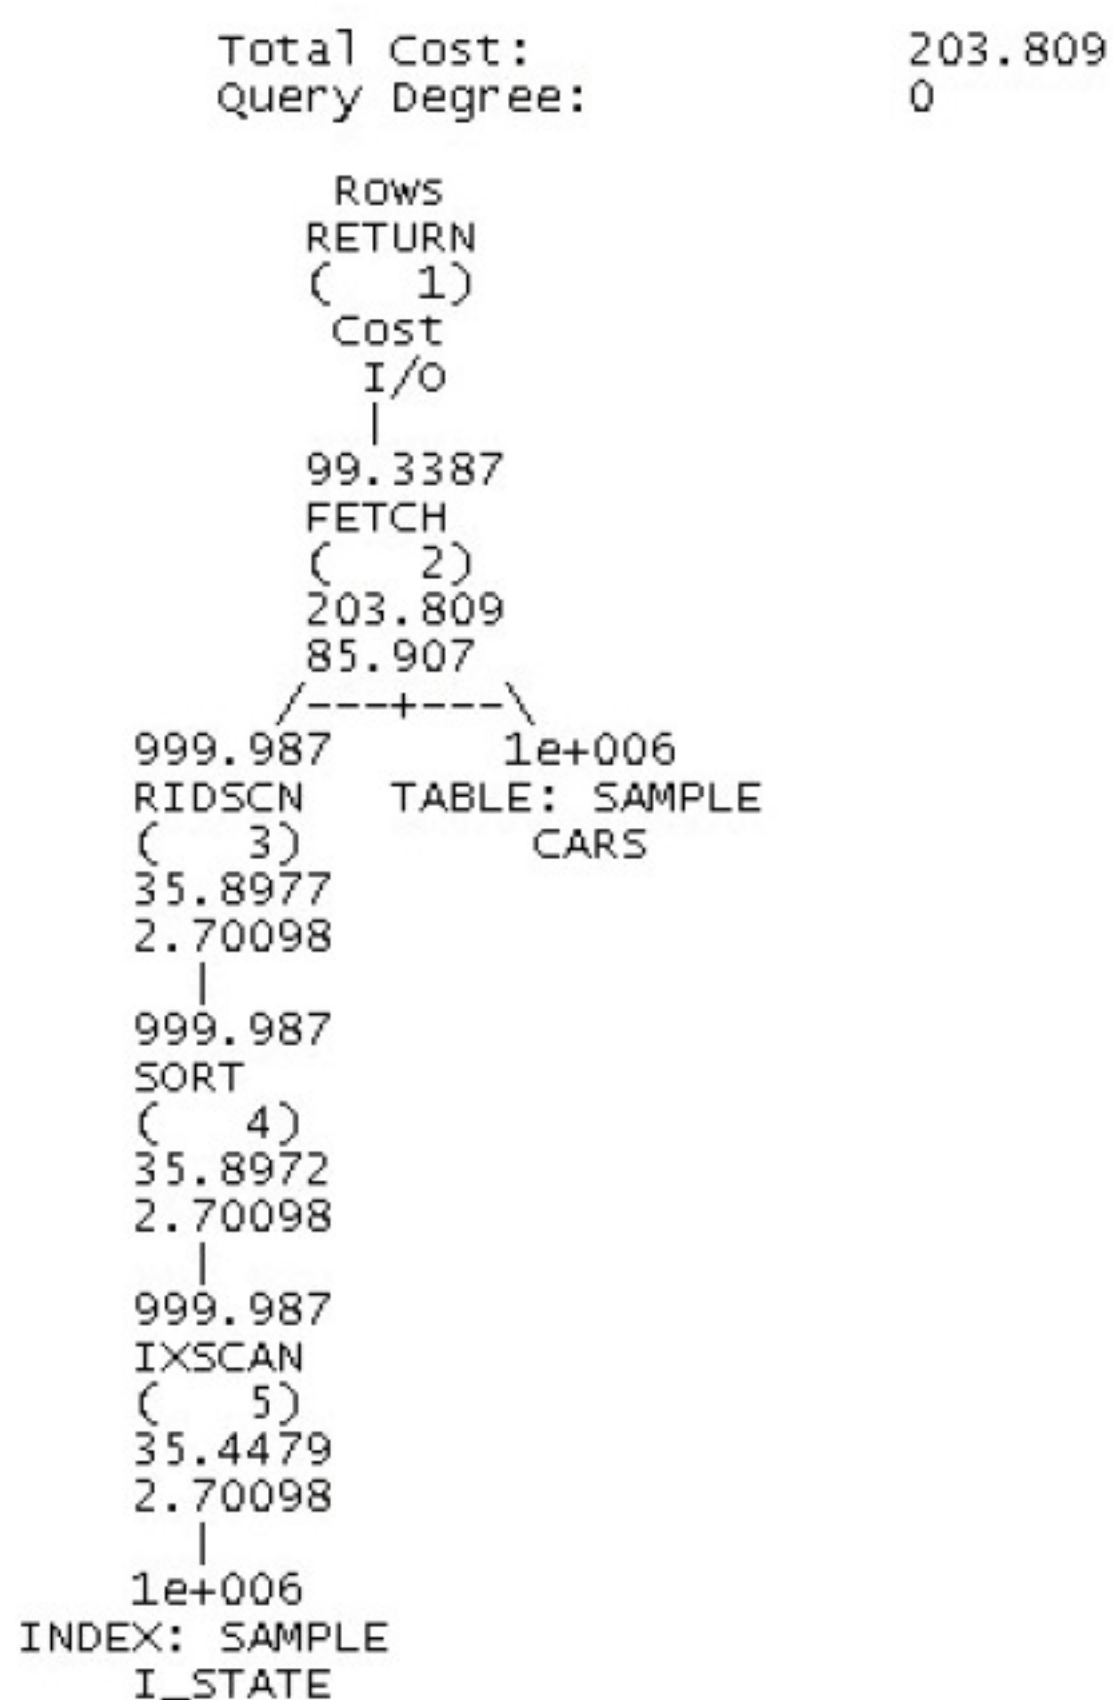 Total Cost: 203.809
Query Degree: 0
Rows
RETURN
( 1)
Cost
I/O
|
99.3387
FETCH
( 2)
203.809
85.907
/---+---\
999.987 1e+006
RIDSCN TABLE: SAMPLE
( 3) CARS
35.8977
2.70098
|
999.987
SORT
( 4)
35.8972
2.70098
|
999.987
IXSCAN
( 5)
35.4479
2.70098
|
1e+006
INDEX: SAMPLE
I_STATE